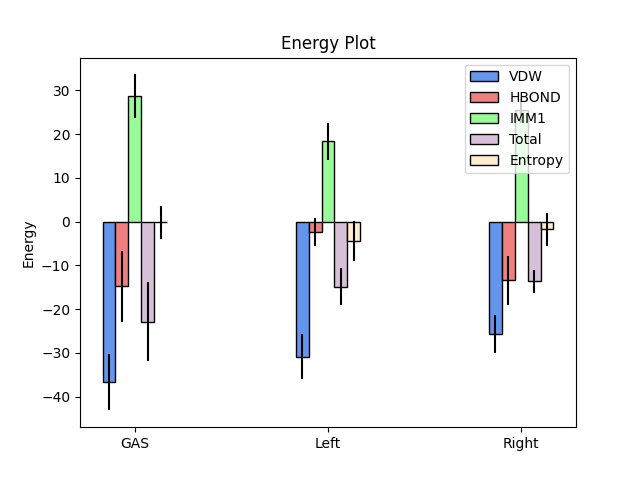 Energy Plot
30
20
10
0
−10
−20
−30
−40
Energy
VDW
HBOND
IMM1
Total
Entropy
GAS
Left
Right